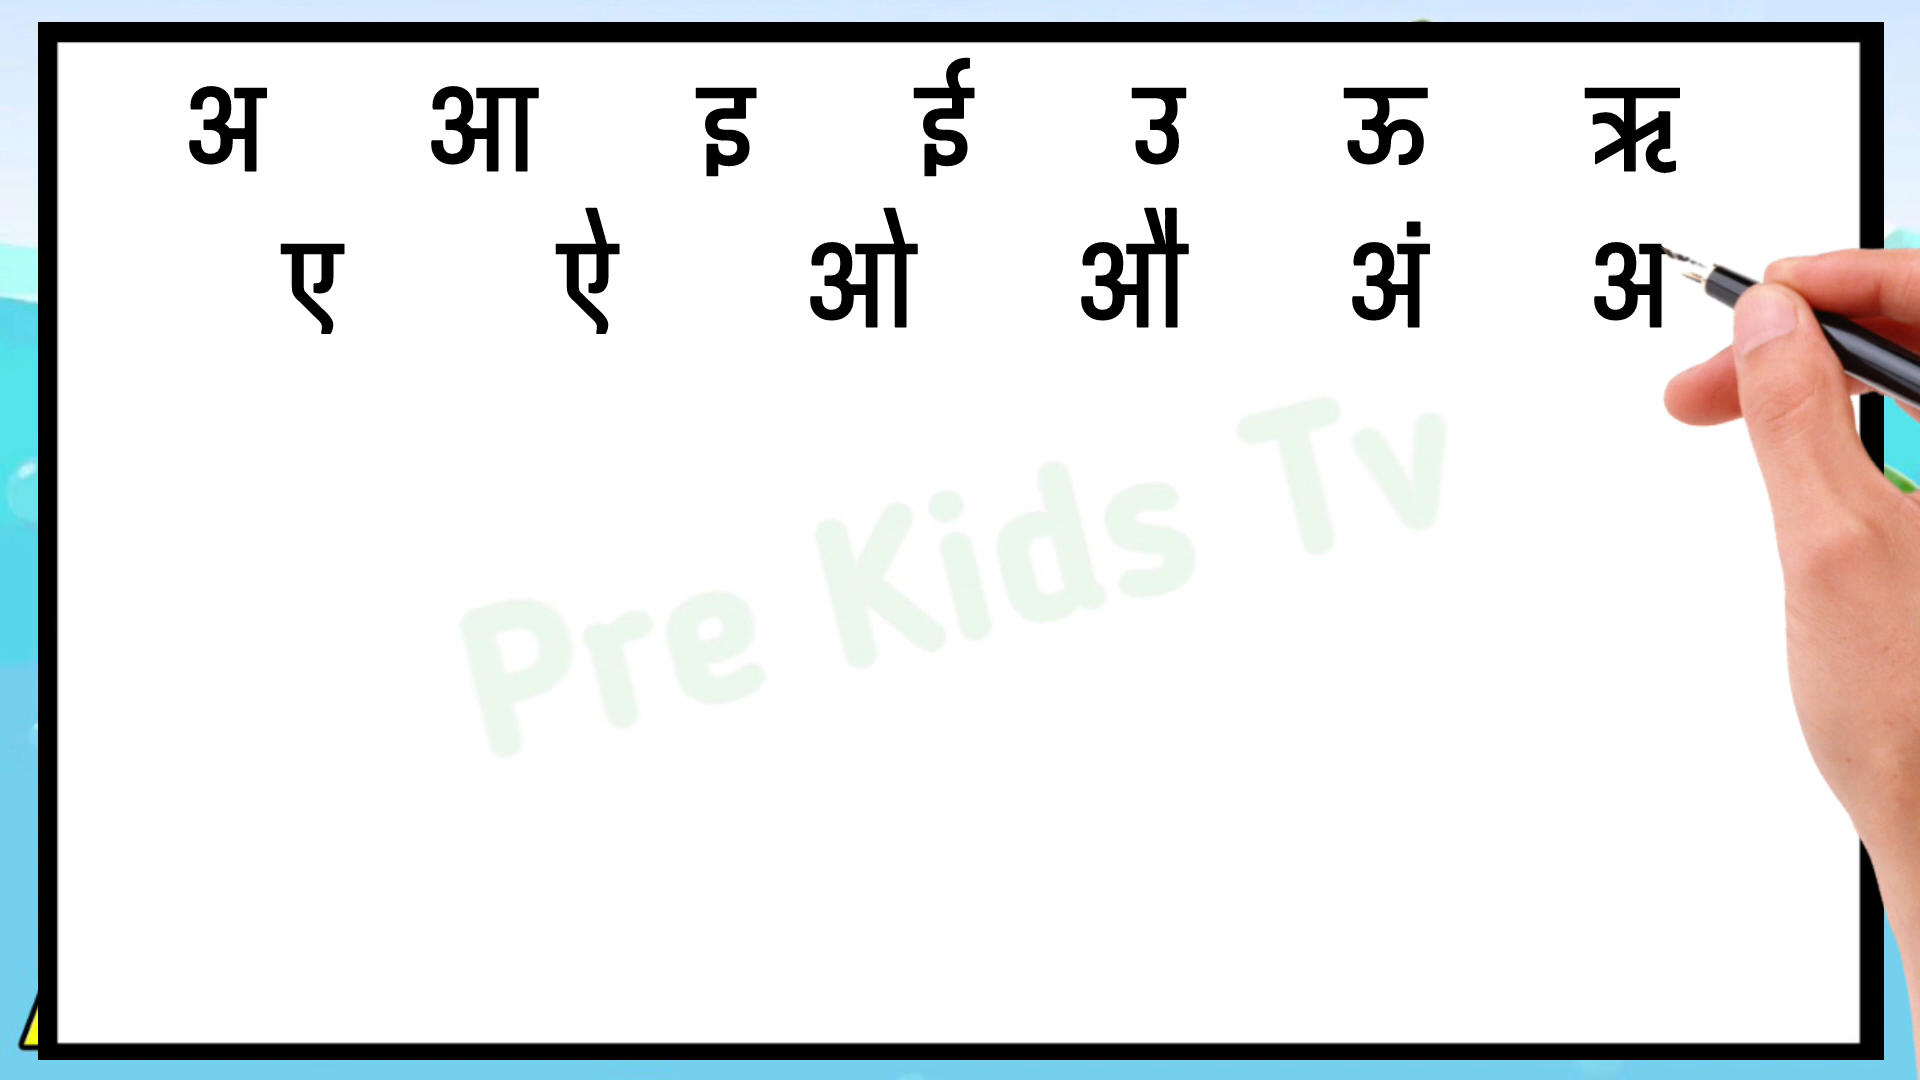 अ आ इ ई उ ऊ ऋ
ए ऐ ओ औ अं अ
Pre Kids Tv